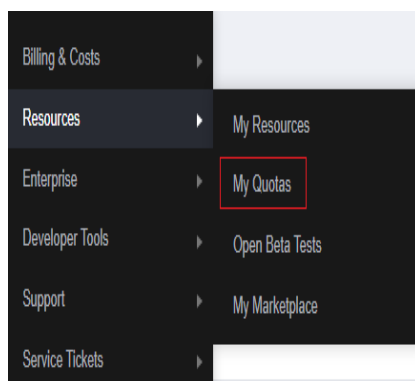 Billing & Costs
Resources
Enterprise
Developer Tools
Support
Service Tickets
My Resources
My Quotas
Open Beta Tests
My Marketplace